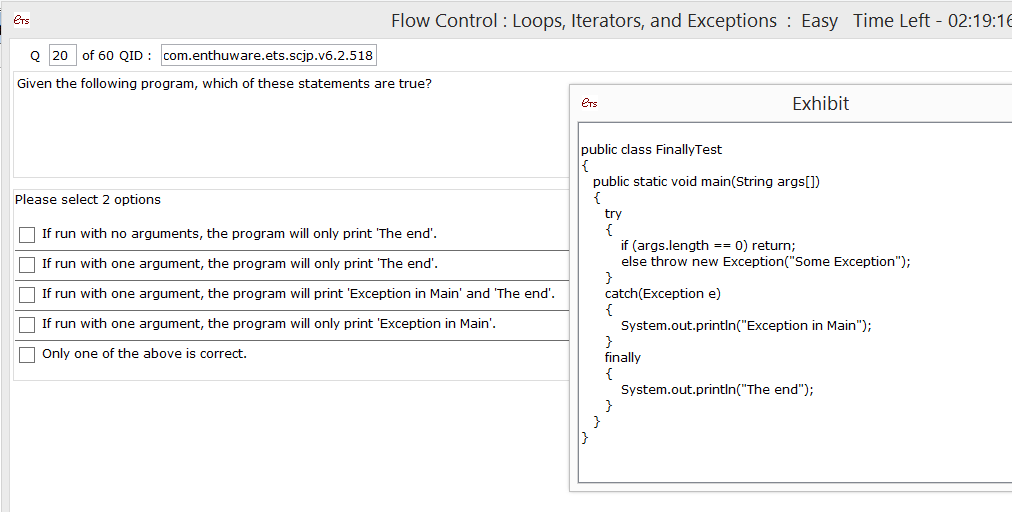 Ets Flow Control : Loops, Iterators, and Exceptions : Easy Time Left - 02:19:16
Q 20 of 60 QID : com.enthuware.ets.scjp.v6.2.518
Given the following program, which of these statements are true?
Please select 2 options
If run with no arguments, the program will only print 'The end'.
If run with one argument, the program will only print 'The end'.
If run with one argument, the program will print 'Exception in Main' and 'The end'.
If run with one argument, the program will only print 'Exception in Main'.
Only one of the above is correct.
Ets Exhibit
public class FinallyTest
{
public static void main(String args[])
{
try
{
if (args.length == 0) return;
else throw new Exception("Some Exception");
}
catch(Exception e)
{
System.out.println("Exception in Main");
}
finally
{
System.out.println("The end");
}
}
}